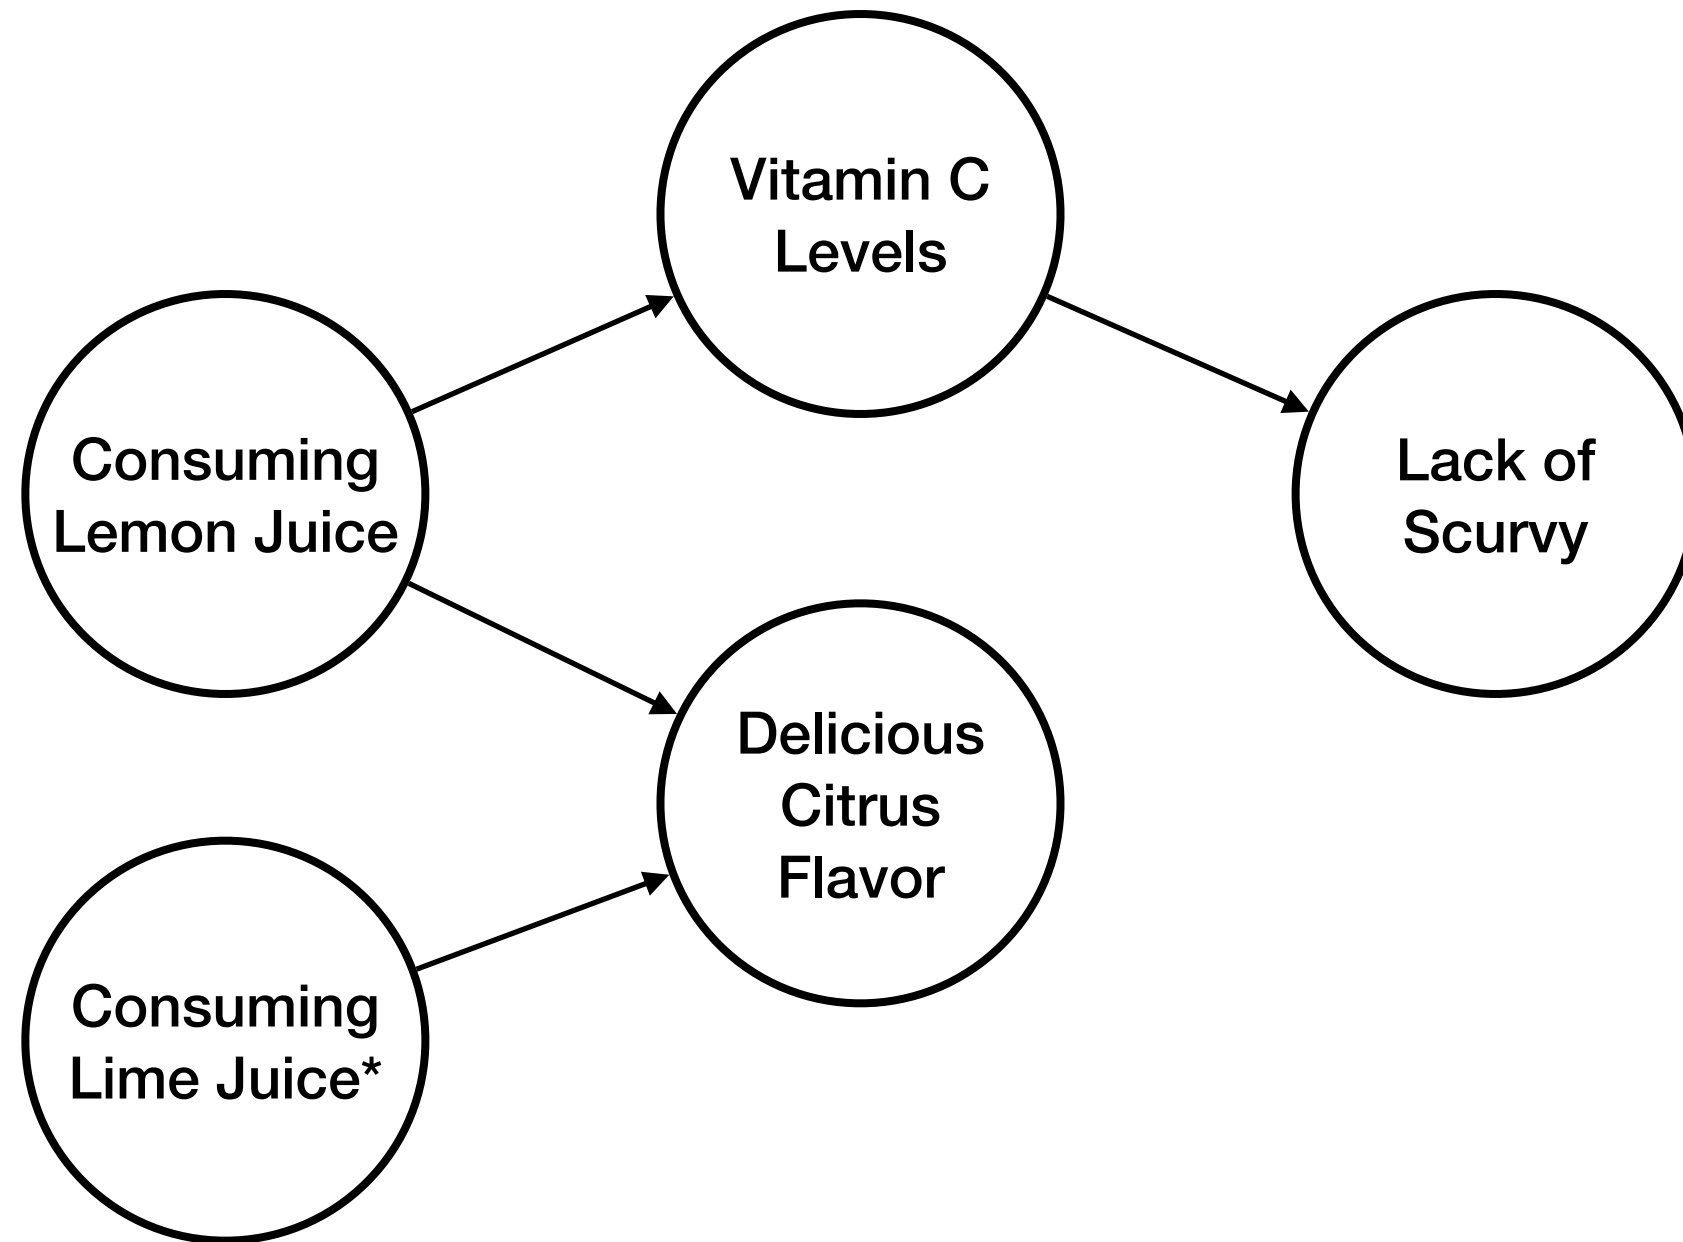 Vitamin C
Levels
Consuming
Lemon Juice
Lack of
Scurvy
Delicious
Citrus
Flavor
Consuming
Lime Juice*